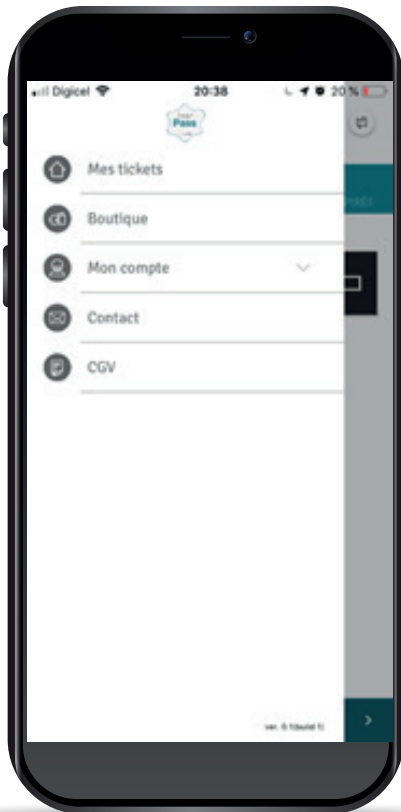 Digicel
20:38
20 %
Pass
Mes tickets
Boutique
Mon compte
Contact
CGV